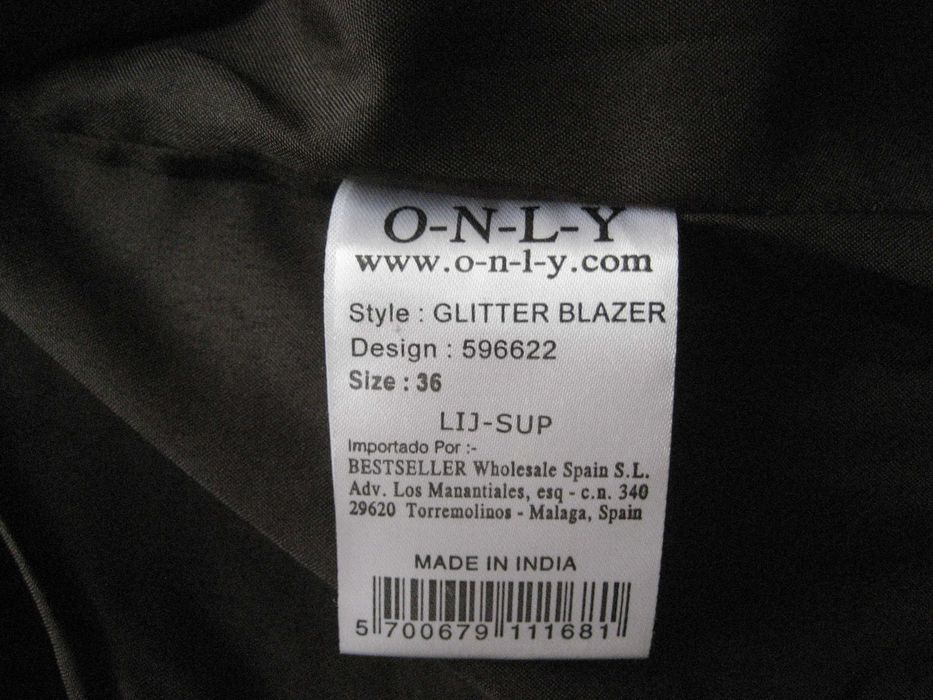 O-N-L-Y
www.o-n-l-y.com
Style : GLITTER BLAZER
Design : 596622
Size : 36
LIJ-SUP
Importado Por :-
BESTSELLER Wholesale Spain S.L.
Adv. Los Manantiales, esq - c.n. 340
29620 Torremolinos - Malaga, Spain
MADE IN INDIA
5 700679 111681